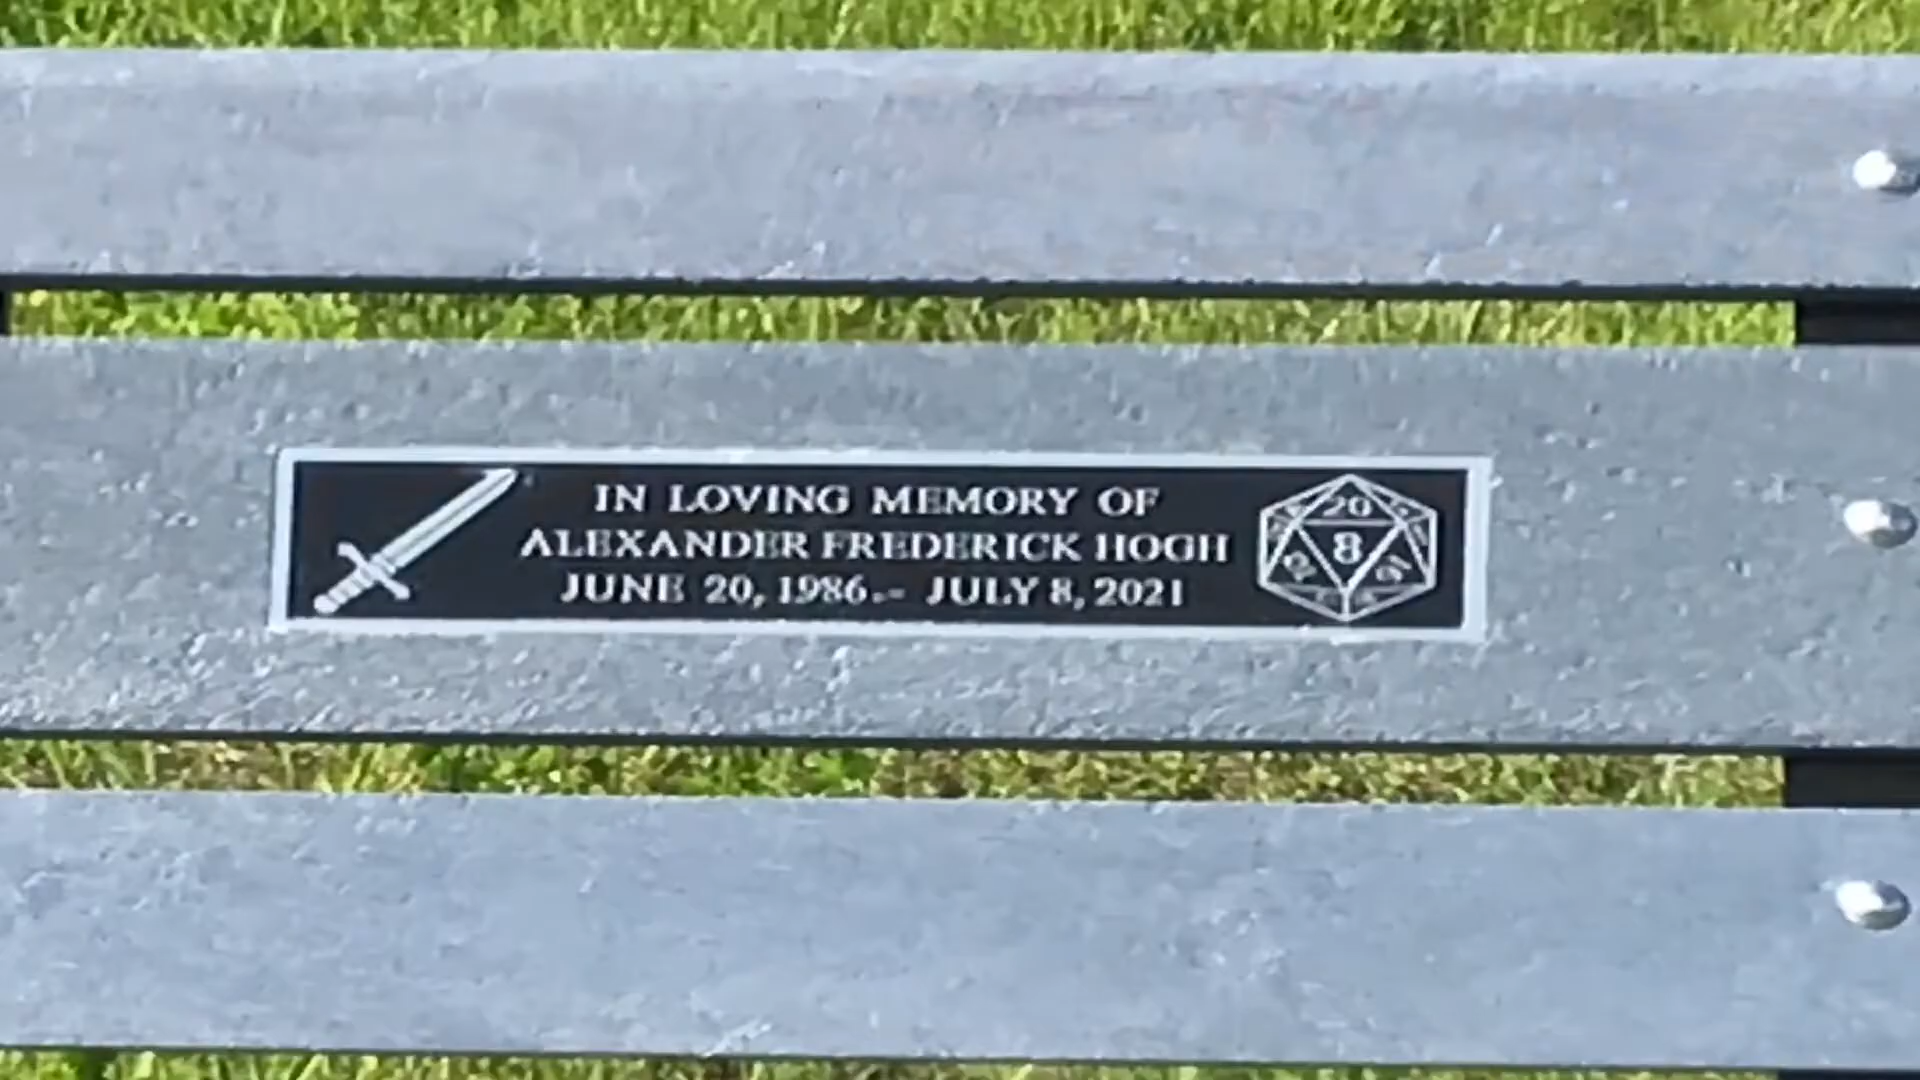 IN LOVING MEMORY OF
ALEXANDER FREDERICK HOGH
JUNE 20, 1986 - JULY 8, 2021
20
8